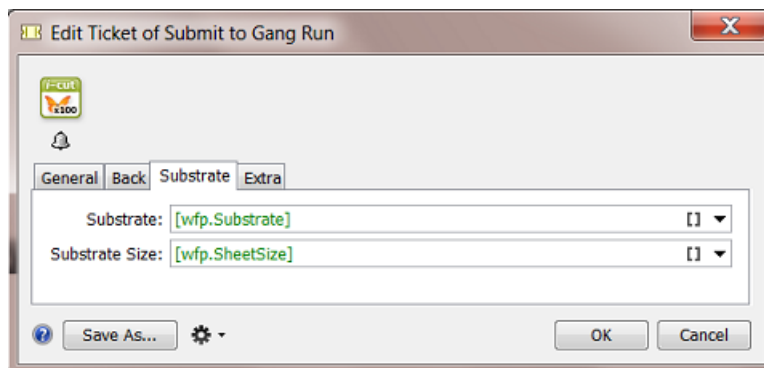 Edit Ticket of Submit to Gang Run
i-cut
x100
General Back Substrate Extra
Substrate: [wfp.Substrate] []
Substrate Size: [wfp.SheetSize] []
? Save As... OK Cancel